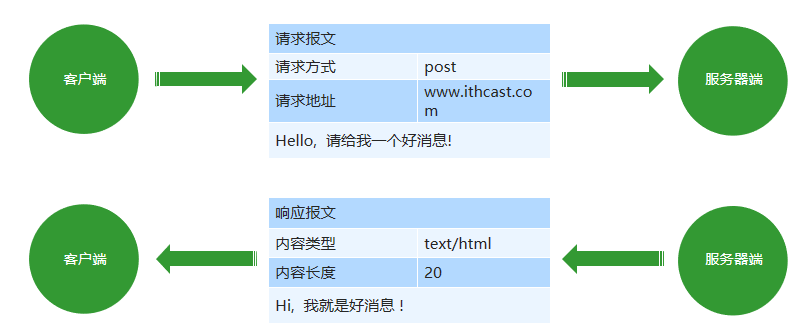 客户端
请求报文
请求方式 post
请求地址 www.ithcast.co
m
Hello, 请给我一个好消息!
服务器端
客户端
响应报文
内容类型 text/html
内容长度 20
Hi, 我就是好消息！
服务器端